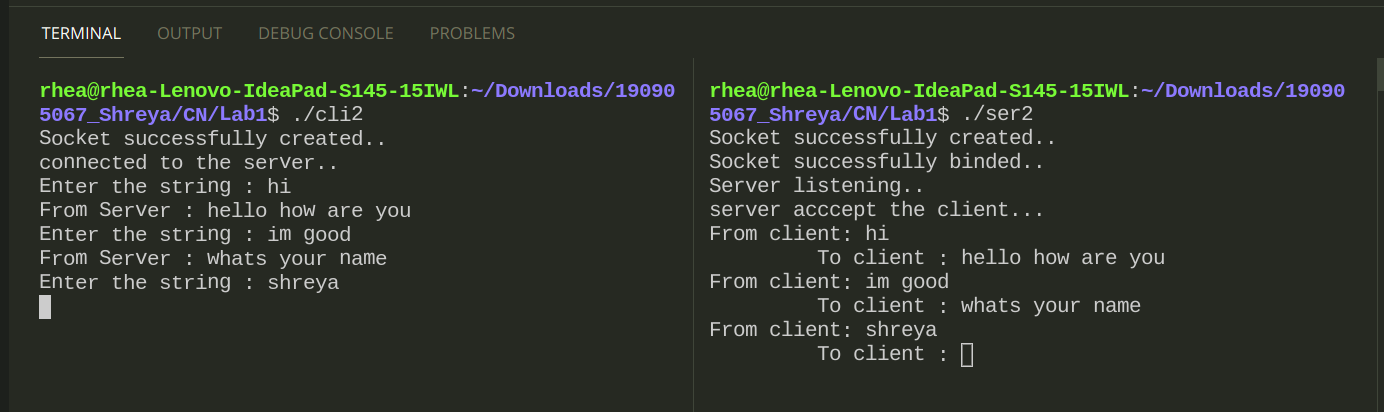 TERMINAL OUTPUT DEBUG CONSOLE PROBLEMS
rhea@rhea-Lenovo-IdeaPad-S145-15IWL:~/Downloads/19090
5067_Shreya/CN/Lab1$ ./cli2
Socket successfully created..
connected to the server..
Enter the string : hi
From Server : hello how are you
Enter the string : im good
From Server : whats your name
Enter the string : shreya
rhea@rhea-Lenovo-IdeaPad-S145-15IWL:~/Downloads/19090
5067_Shreya/CN/Lab1$ ./ser2
Socket successfully created..
Socket successfully binded..
Server listening..
server acccept the client...
From client: hi
To client : hello how are you
From client: im good
To client : whats your name
From client: shreya
To client :